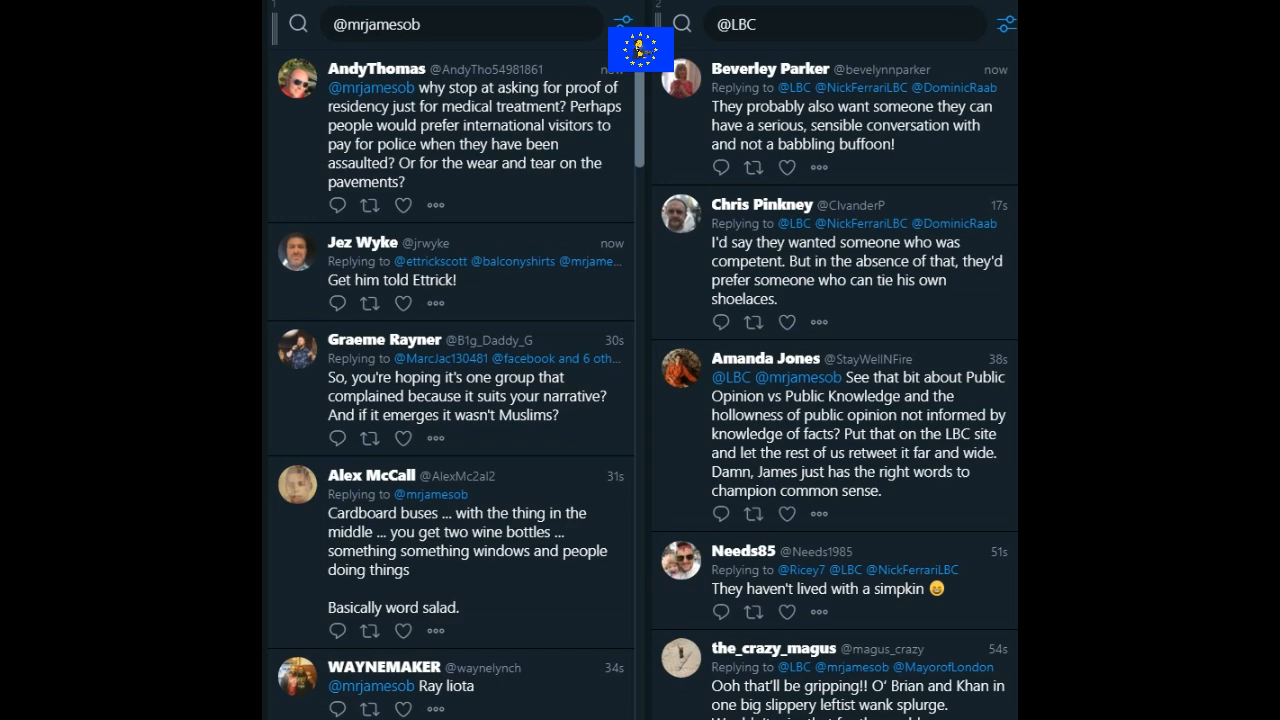 1
@mrjamesob
AndyThomas @AndyTho54981861 now
@mrjamesob why stop at asking for proof of
residency just for medical treatment? Perhaps
people would prefer international visitors to
pay for police when they have been
assaulted? Or for the wear and tear on the
pavements?
Jez Wyke @jrwyke now
Replying to @ettrickscott @balconyshirts @mrjame...
Get him told Ettrick!
Graeme Rayner @B1g_Daddy_G 30s
Replying to @MarcJac130481 @facebook and 6 oth...
So, you're hoping it's one group that
complained because it suits your narrative?
And if it emerges it wasn't Muslims?
Alex McCall @AlexMc2al2 31s
Replying to @mrjamesob
Cardboard buses ... with the thing in the
middle ... you get two wine bottles ...
something something windows and people
doing things
Basically word salad.
WAYNEMAKER @waynelynch 34s
@mrjamesob Ray liota
2
@LBC
Beverley Parker @bevelynnparker now
Replying to @LBC @NickFerrariLBC @DominicRaab
They probably also want someone they can
have a serious, sensible conversation with
and not a babbling buffoon!
Chris Pinkney @CIvanderP 17s
Replying to @LBC @NickFerrariLBC @DominicRaab
I'd say they wanted someone who was
competent. But in the absence of that, they'd
prefer someone who can tie his own
shoelaces.
Amanda Jones @StayWellNFire 38s
@LBC @mrjamesob See that bit about Public
Opinion vs Public Knowledge and the
hollowness of public opinion not informed by
knowledge of facts? Put that on the LBC site
and let the rest of us retweet it far and wide.
Damn, James just has the right words to
champion common sense.
Needs85 @Needs1985 51s
Replying to @Ricey7 @LBC @NickFerrariLBC
They haven't lived with a simpkin 😄
the_crazy_magus @magus_crazy 54s
Replying to @LBC @mrjamesob @MayorofLondon
Ooh that'll be gripping!! O' Brian and Khan in
one big slippery leftist wank splurge.